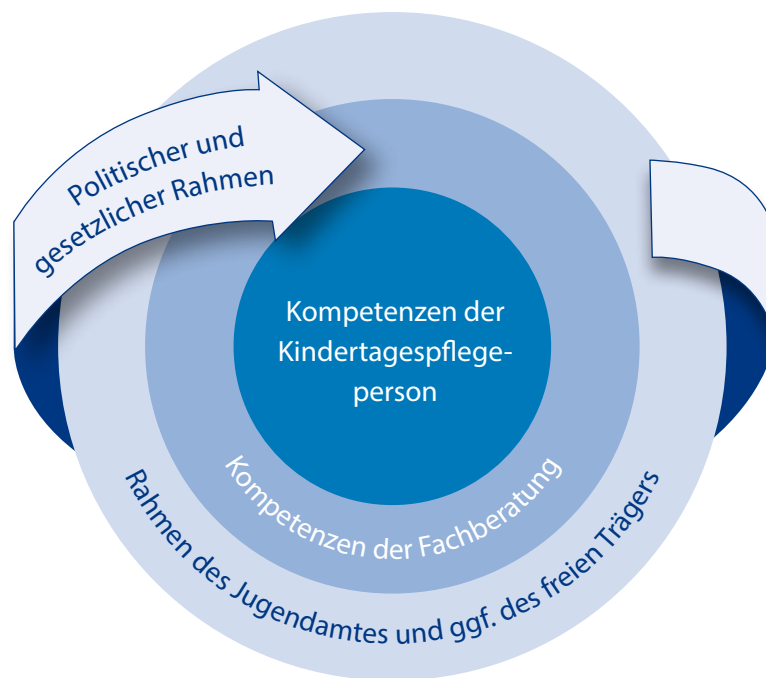 Politischer und
gesetzlicher Rahmen
Kompetenzen der
Kindertagespflege-
person
Kompetenzen der Fachberatung
Rahmen des Jugendamtes und ggf. des freien Trägers